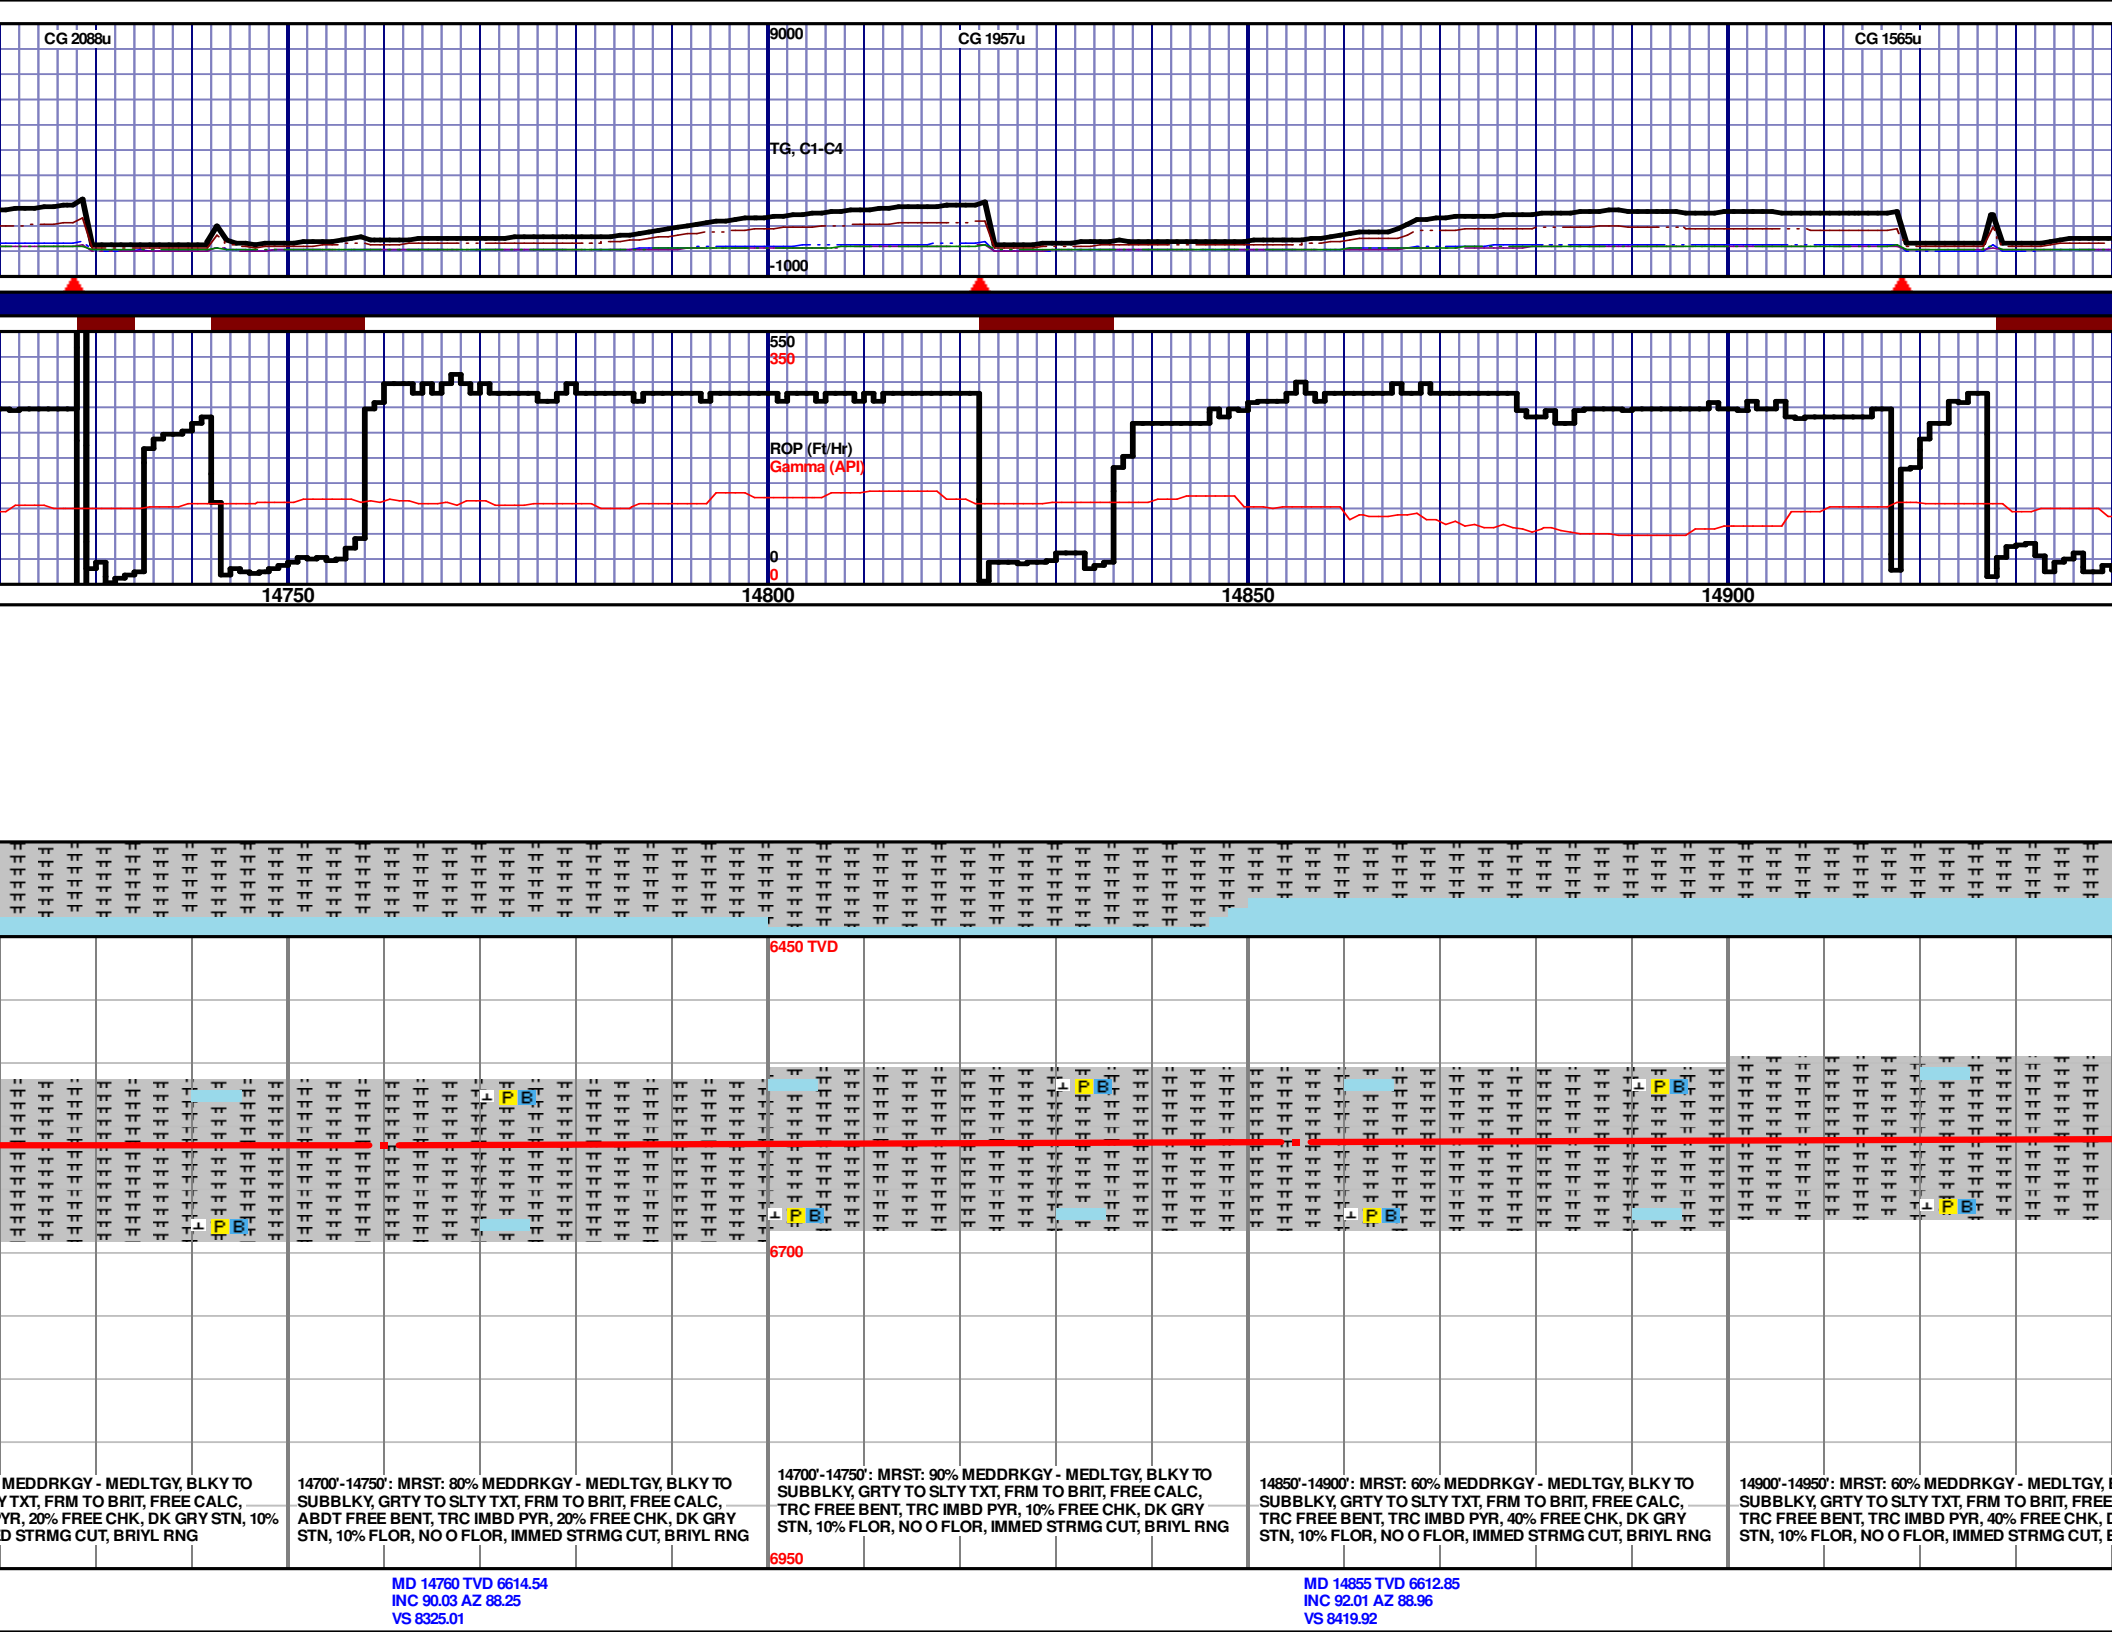 CG 2088u
9000
CG 1957u
CG 1565u
TG, C1-C4
-1000
550
350
ROP (Ft/Hr)
Gamma (API)
0
0
14750
14800
14850
14900
6450 TVD
P B
P B
P B
P B
P B
P B
P B
6700
MEDDRKGY - MEDLTGY, BLKY TO
Y TXT, FRM TO BRIT, FREE CALC,
YR, 20% FREE CHK, DK GRY STN, 10%
D STRMG CUT, BRIYL RNG
14700'-14750': MRST: 80% MEDDRKGY - MEDLTGY, BLKY TO
SUBBLKY, GRTY TO SLTY TXT, FRM TO BRIT, FREE CALC,
ABDT FREE BENT, TRC IMBD PYR, 20% FREE CHK, DK GRY
STN, 10% FLOR, NO O FLOR, IMMED STRMG CUT, BRIYL RNG
14700'-14750': MRST: 90% MEDDRKGY - MEDLTGY, BLKY TO
SUBBLKY, GRTY TO SLTY TXT, FRM TO BRIT, FREE CALC,
TRC FREE BENT, TRC IMBD PYR, 10% FREE CHK, DK GRY
STN, 10% FLOR, NO O FLOR, IMMED STRMG CUT, BRIYL RNG
14850'-14900': MRST: 60% MEDDRKGY - MEDLTGY, BLKY TO
SUBBLKY, GRTY TO SLTY TXT, FRM TO BRIT, FREE CALC,
TRC FREE BENT, TRC IMBD PYR, 40% FREE CHK, DK GRY
STN, 10% FLOR, NO O FLOR, IMMED STRMG CUT, BRIYL RNG
14900'-14950': MRST: 60% MEDDRKGY - MEDLTGY,
SUBBLKY, GRTY TO SLTY TXT, FRM TO BRIT, FREE
TRC FREE BENT, TRC IMBD PYR, 40% FREE CHK,
STN, 10% FLOR, NO O FLOR, IMMED STRMG CUT,
6950
MD 14760 TVD 6614.54
INC 90.03 AZ 88.25
VS 8325.01
MD 14855 TVD 6612.85
INC 92.01 AZ 88.96
VS 8419.92